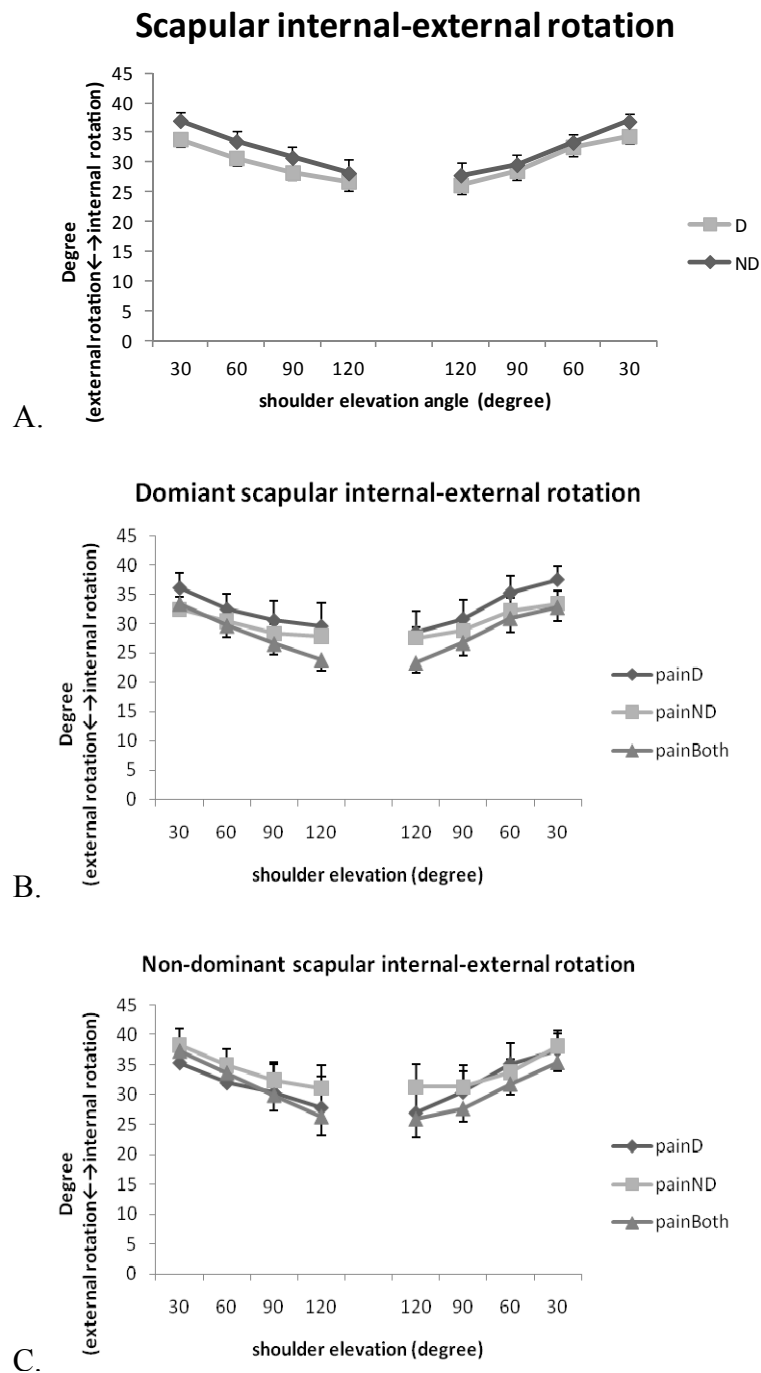 Scapular internal-external rotation
Degree
(external rotation←→internal rotation)
45
40
35
30
25
20
15
10
5
0
30 60 90 120 120 90 60 30
shoulder elevation angle (degree)
D
ND
A.
Domiant scapular internal-external rotation
Degree
(external rotation←→internal rotation)
45
40
35
30
25
20
15
10
5
0
30 60 90 120 120 90 60 30
shoulder elevation (degree)
painD
painND
painBoth
B.
Non-dominant scapular internal-external rotation
Degree
(external rotation←→internal rotation)
45
40
35
30
25
20
15
10
5
0
30 60 90 120 120 90 60 30
shoulder elevation (degree)
painD
painND
painBoth
C.